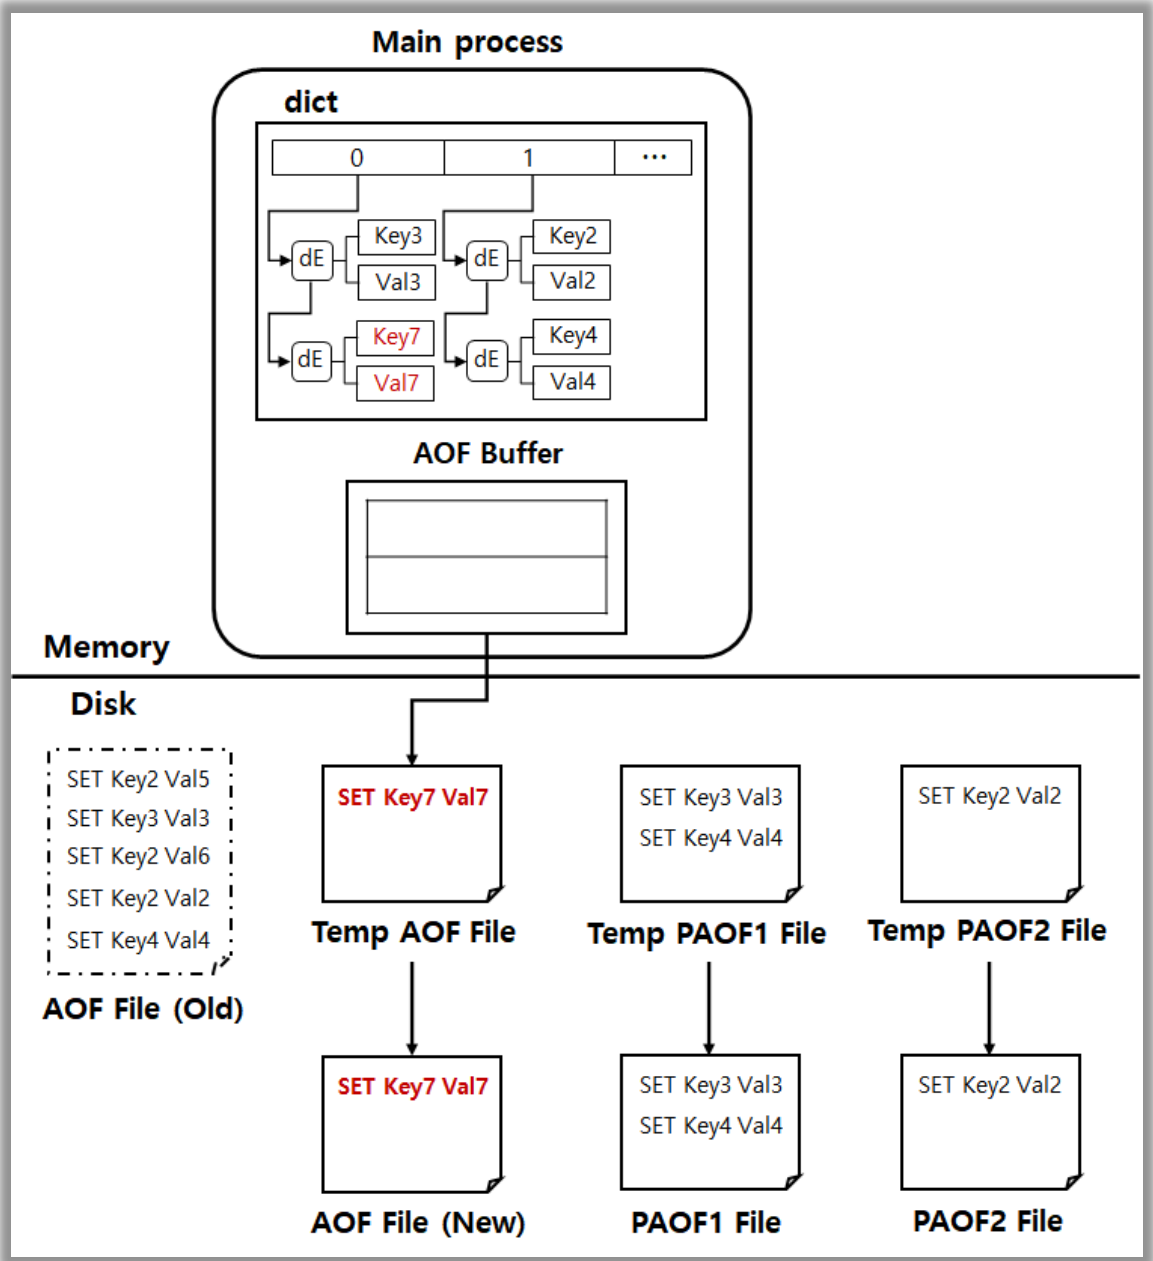 Main process
dict
0 1 ...
Key3 Key2
dE dE
Val3 Val2
Key7 Key4
dE dE
Val7 Val4
AOF Buffer
Memory
Disk
SET Key2 Val5
SET Key3 Val3
SET Key2 Val6
SET Key2 Val2
SET Key4 Val4
AOF File (Old)
SET Key7 Val7
Temp AOF File
SET Key3 Val3
SET Key4 Val4
Temp PAOF1 File
SET Key2 Val2
Temp PAOF2 File
SET Key7 Val7
AOF File (New)
SET Key3 Val3
SET Key4 Val4
PAOF1 File
SET Key2 Val2
PAOF2 File